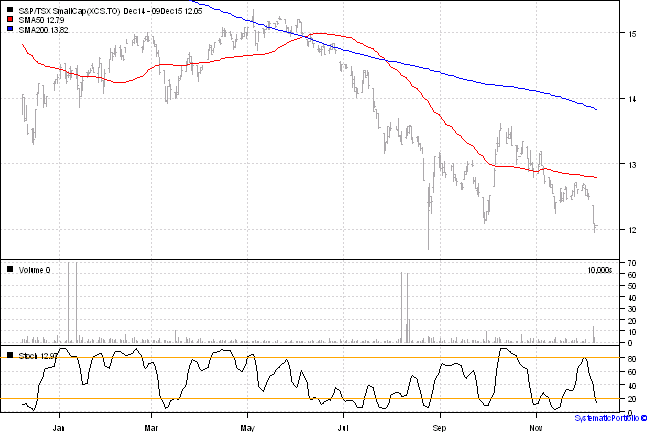 S&P/TSX SmallCap(XCS.TO) Dec14 - 09Dec15 12.05
SMA50 12.79
SMA200 13.82
15
14
13
12
Volume 0
10,000s
70
60
50
40
30
20
10
0
Stoch 12.97
80
60
40
20
0
Jan Mar May Jul Sep Nov
SystematicPortfolio ©